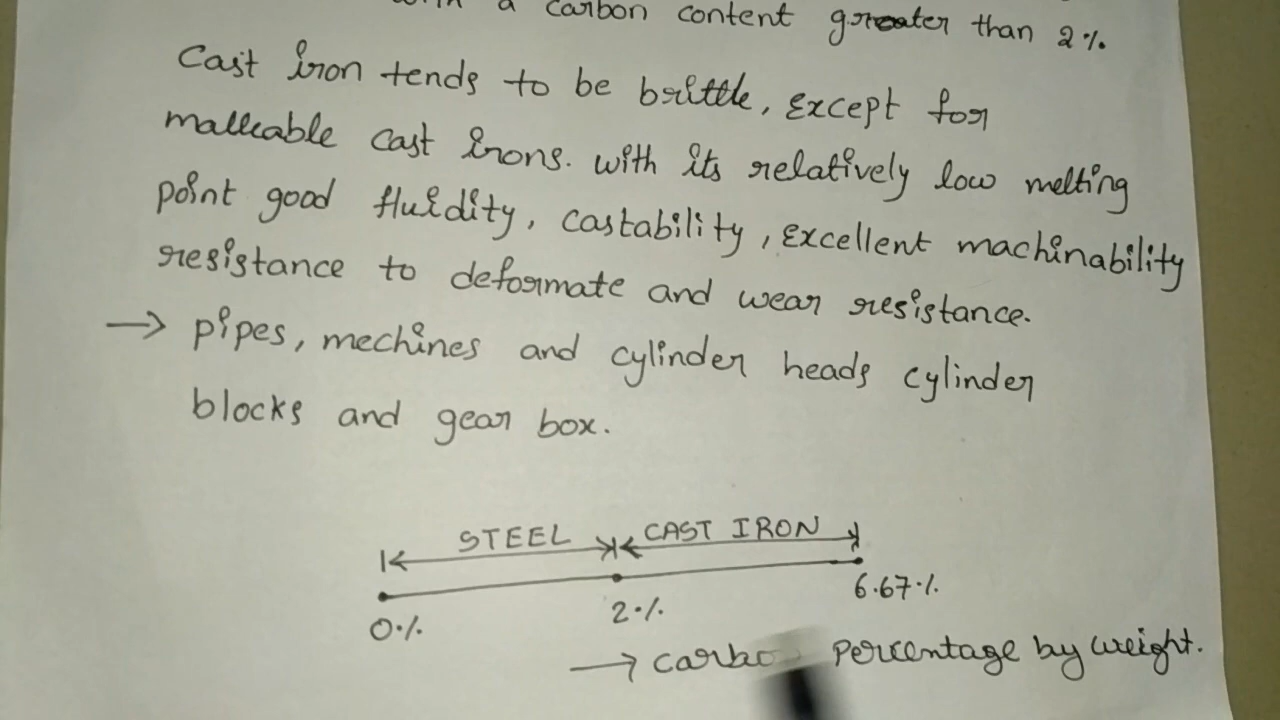 a carbon content greater than 2%
Cast iron tends to be brittle, except for
malleable cast irons. with its relatively low melting
point good fluidity, castability, excellent machinability
resistance to deformate and wear resistance.
→ pipes, mechines and cylinder heads cylinder
blocks and gear box.
STEEL CAST IRON
0% 2% 6.67%
→ percentage by weight.